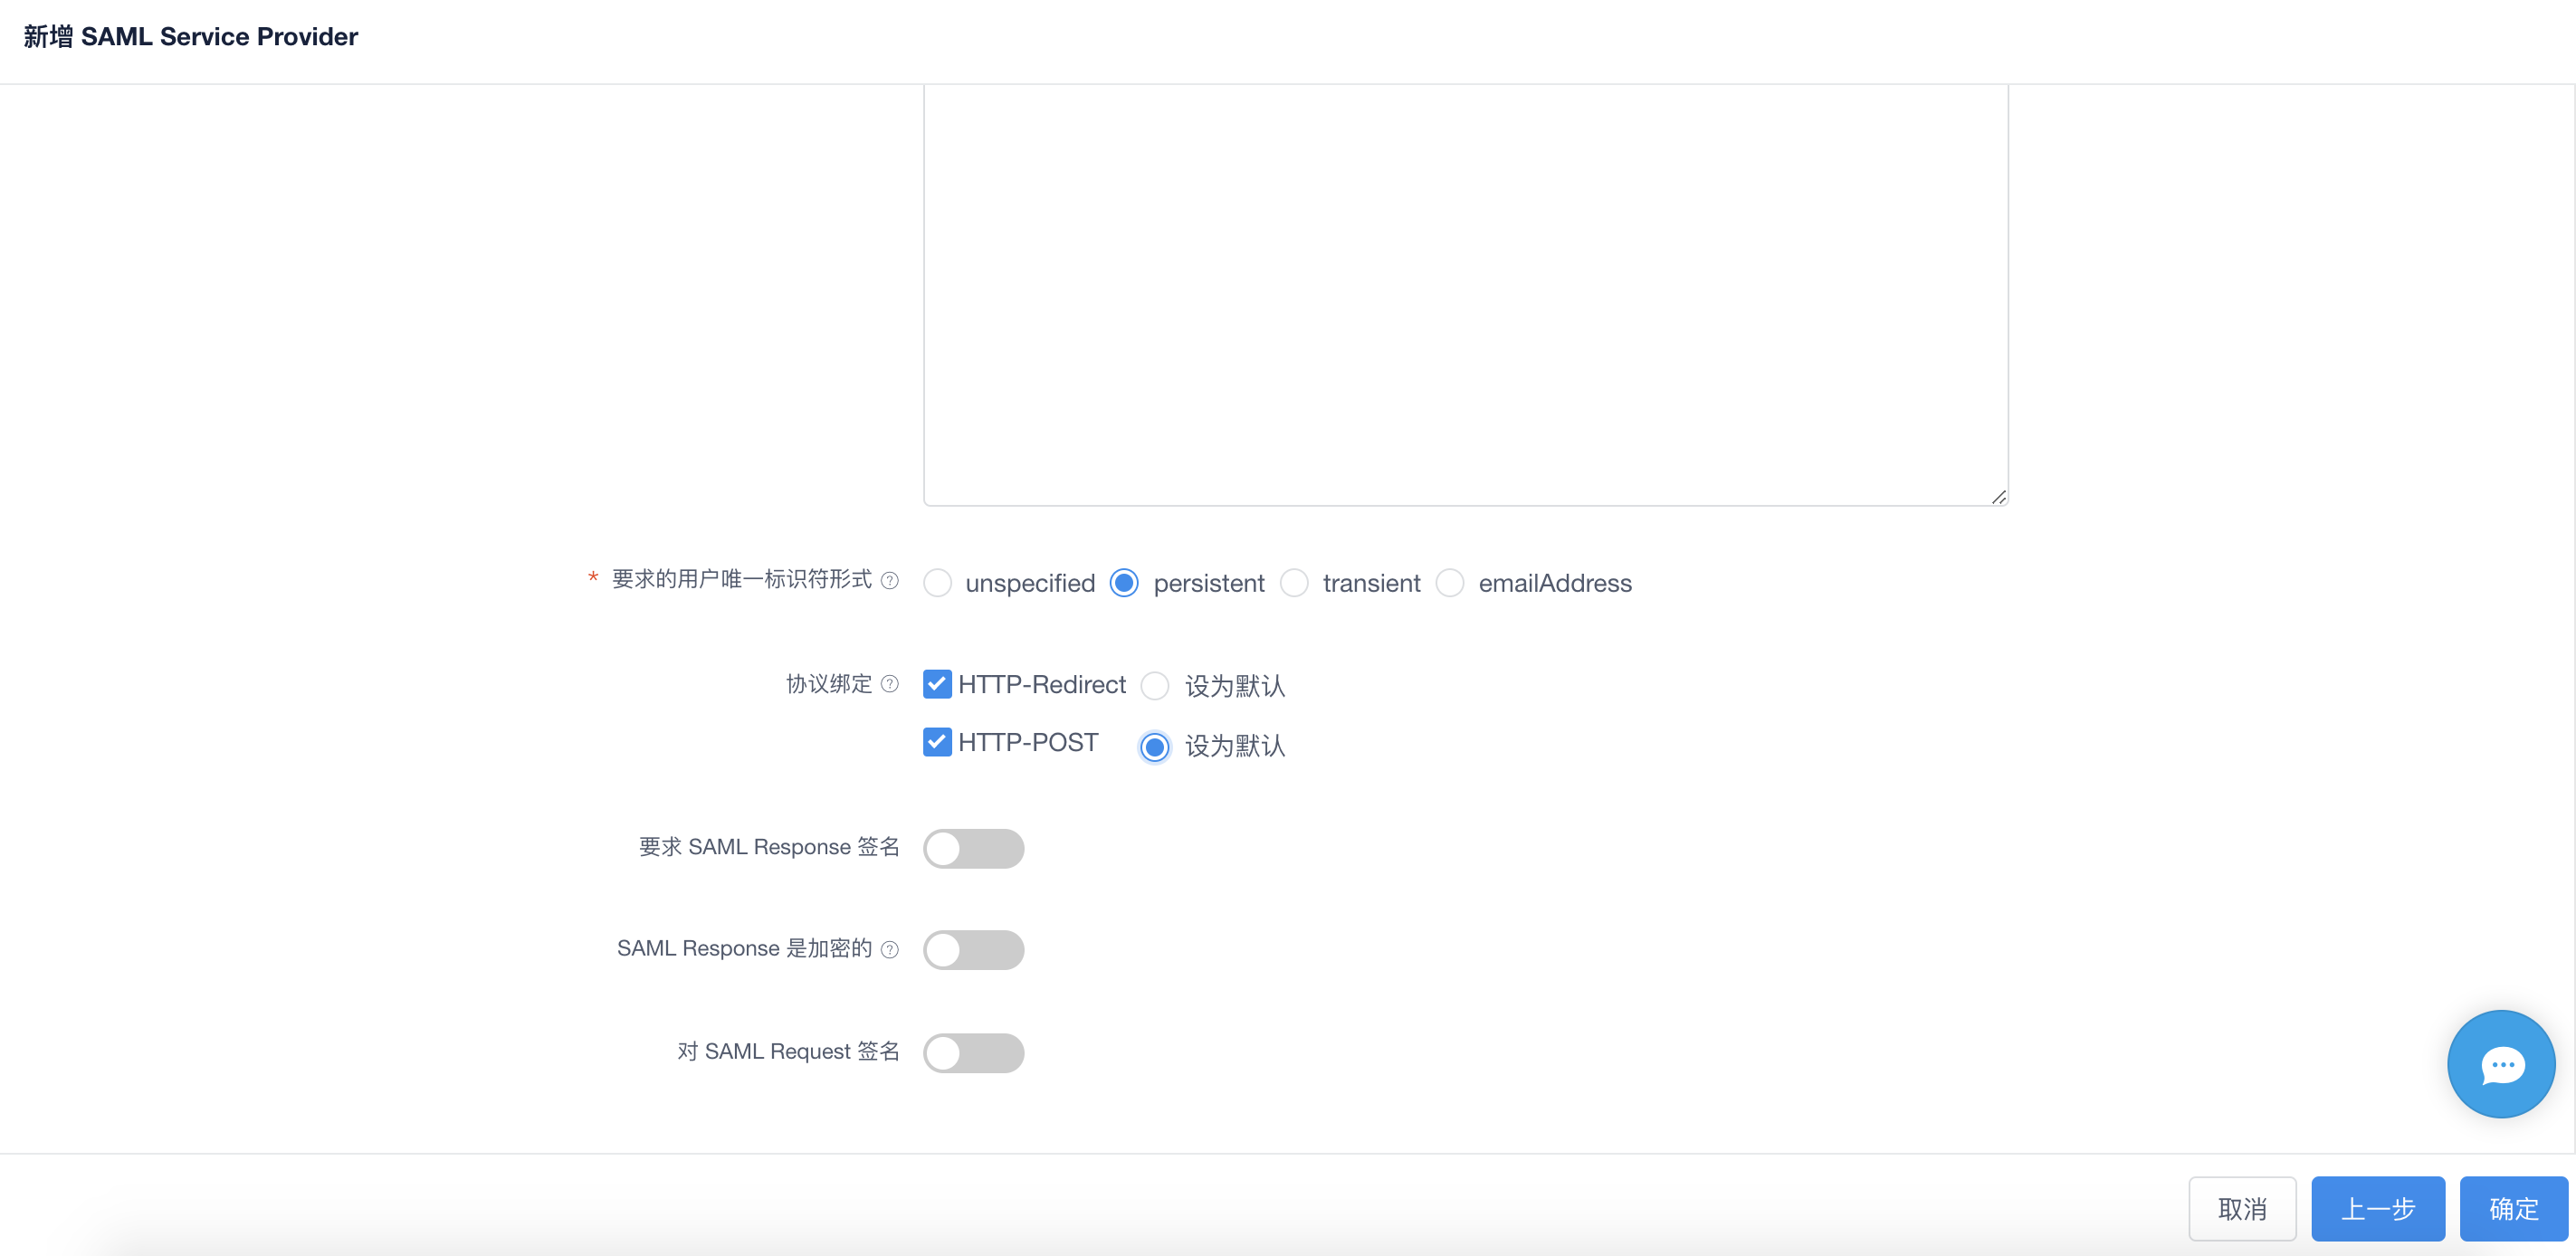 新增 SAML Service Provider
* 要求的用户唯一标识符形式 ? unspecified persistent transient emailAddress
协议绑定 ? HTTP-Redirect 设为默认
HTTP-POST 设为默认
要求 SAML Response 签名
SAML Response 是加密的 ?
对 SAML Request 签名
取消 上一步 确定